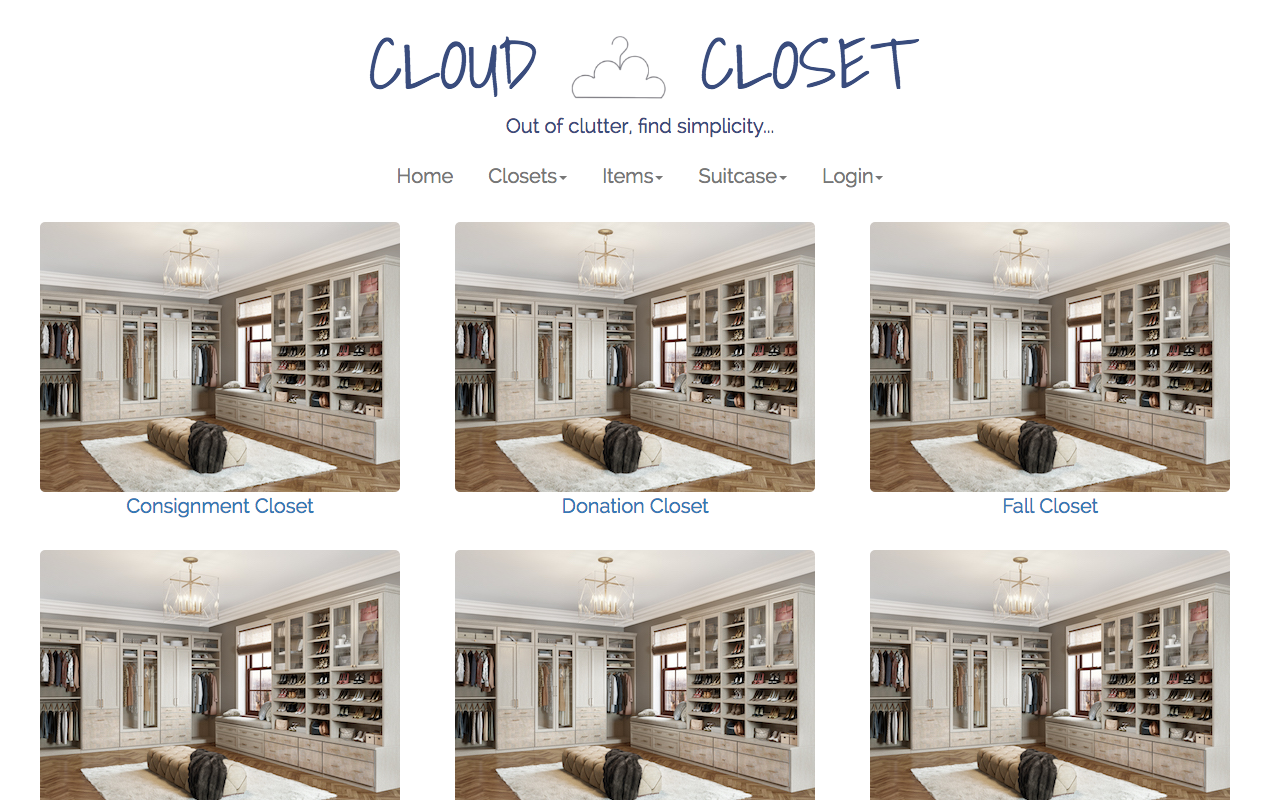 CLOUD CLOSET
Out of clutter, find simplicity...
Home Closets Items Suitcase Login
Consignment Closet Donation Closet Fall Closet